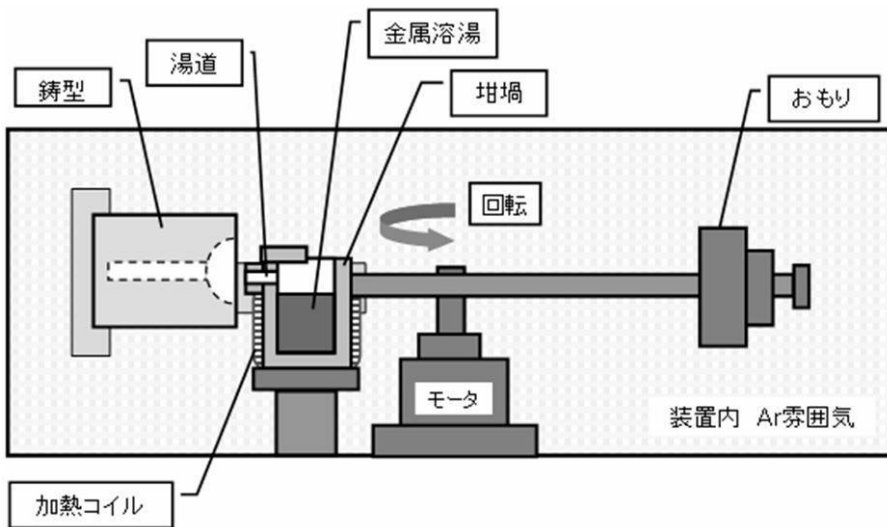 金属溶湯
湯道
坩堝
鋳型
おもり
回転
モータ
装置内 Ar雰囲気
加熱コイル